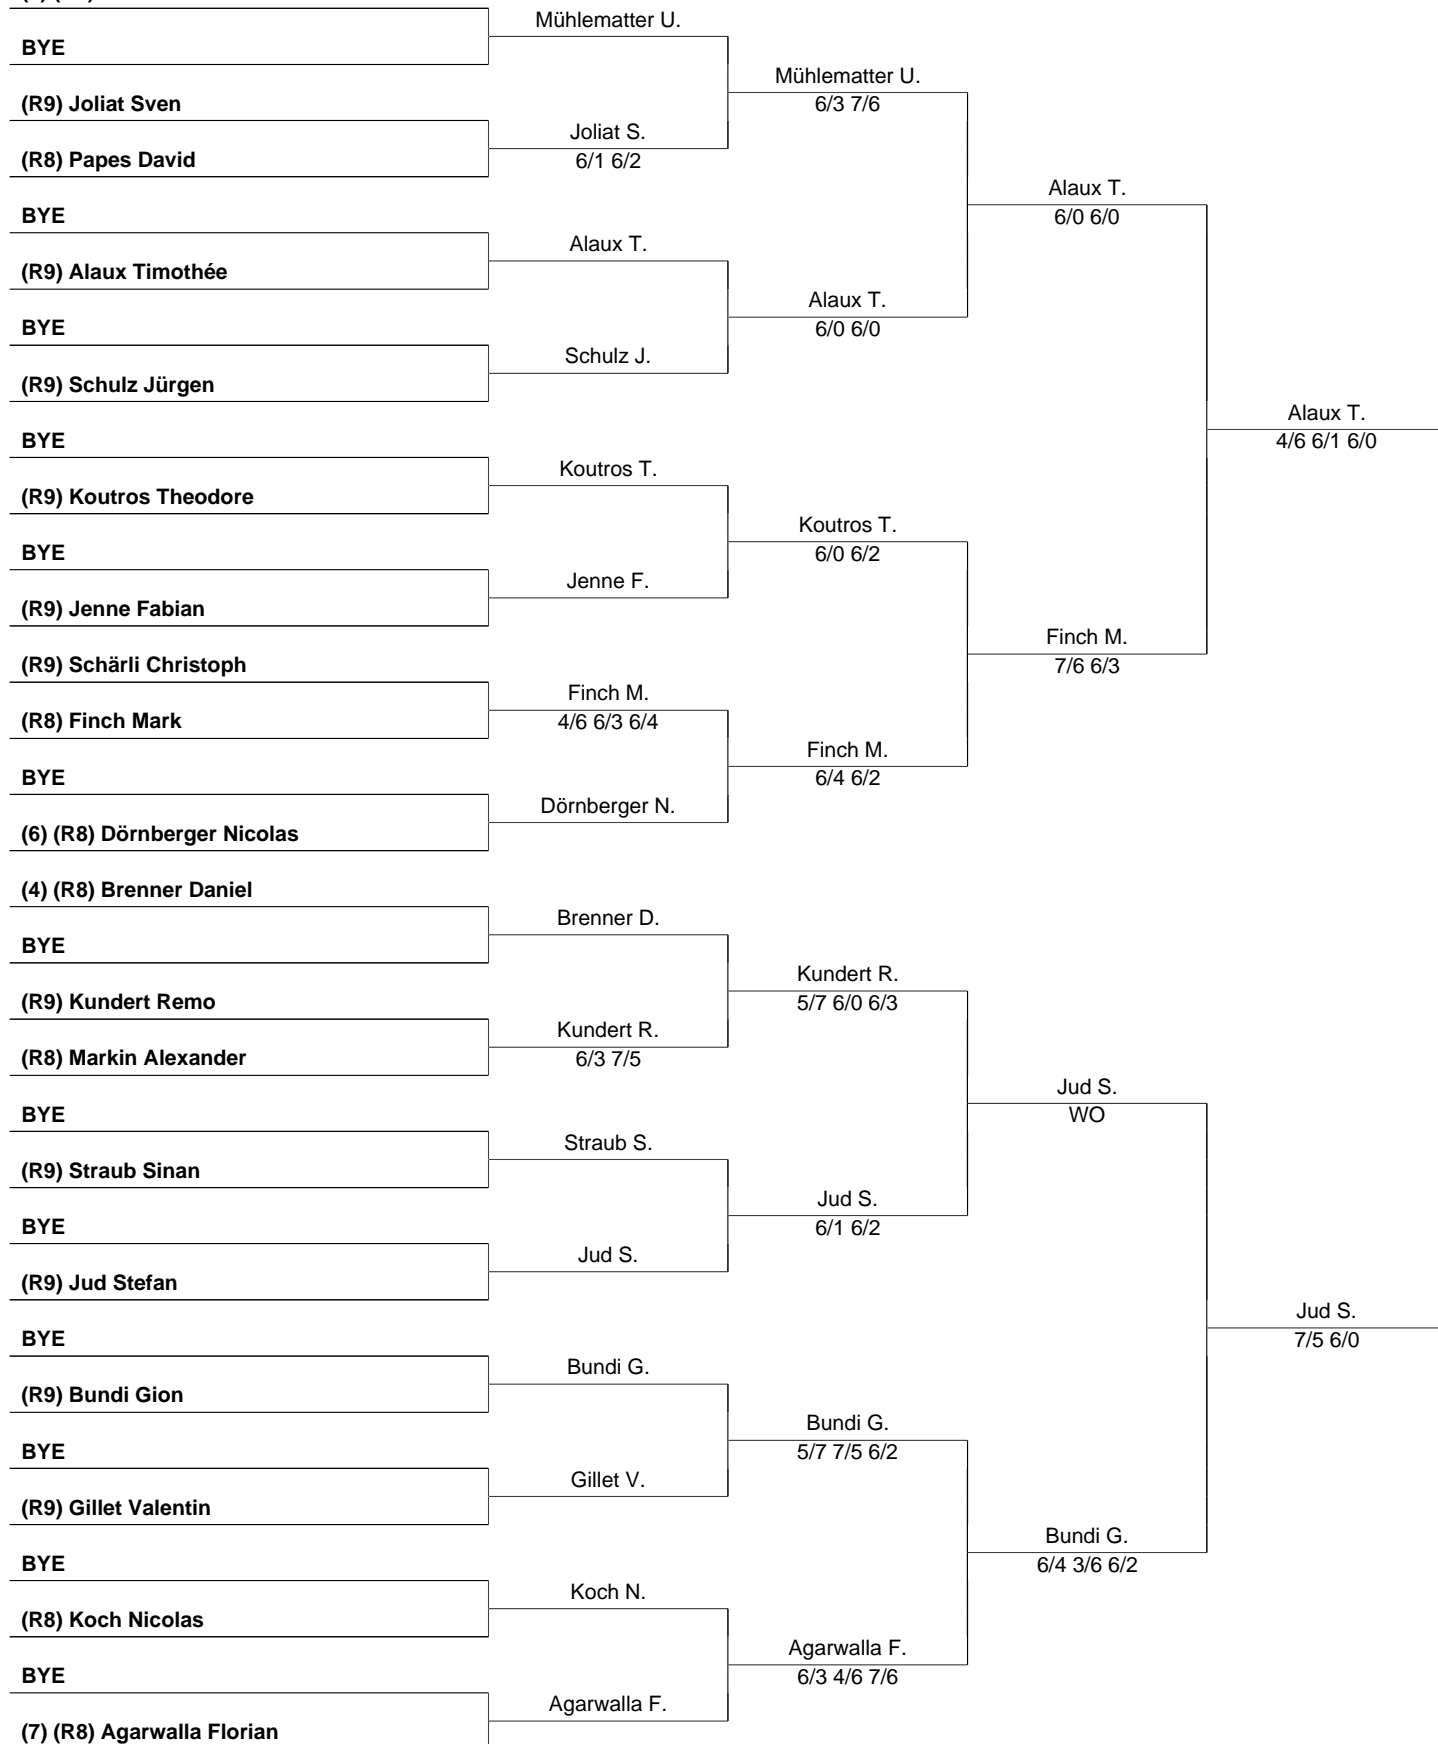 BYE
(R9) Joliat Sven
(R8) Papes David
BYE
(R9) Alaux Timothée
BYE
(R9) Schulz Jürgen
BYE
(R9) Koutros Theodore
BYE
(R9) Jenne Fabian
(R9) Schärli Christoph
(R8) Finch Mark
BYE
(6) (R8) Dörnberger Nicolas
(4) (R8) Brenner Daniel
BYE
(R9) Kundert Remo
(R8) Markin Alexander
BYE
(R9) Straub Sinan
BYE
(R9) Jud Stefan
BYE
(R9) Bundi Gion
BYE
(R9) Gillet Valentin
BYE
(R8) Koch Nicolas
BYE
(7) (R8) Agarwalla Florian
Mühlematter U.
Joliat S.
6/1 6/2
Alaux T.
Schulz J.
Koutros T.
Jenne F.
Finch M.
4/6 6/3 6/4
Dörnberger N.
Brenner D.
Kundert R.
6/3 7/5
Straub S.
Jud S.
Bundi G.
Gillet V.
Koch N.
Agarwalla F.
Mühlematter U.
6/3 7/6
Alaux T.
6/0 6/0
Koutros T.
6/0 6/2
Finch M.
6/4 6/2
Kundert R.
5/7 6/0 6/3
Jud S.
6/1 6/2
Bundi G.
5/7 7/5 6/2
Agarwalla F.
6/3 4/6 7/6
Alaux T.
6/0 6/0
Finch M.
7/6 6/3
Jud S.
WO
Bundi G.
6/4 3/6 6/2
Alaux T.
4/6 6/1 6/0
Jud S.
7/5 6/0